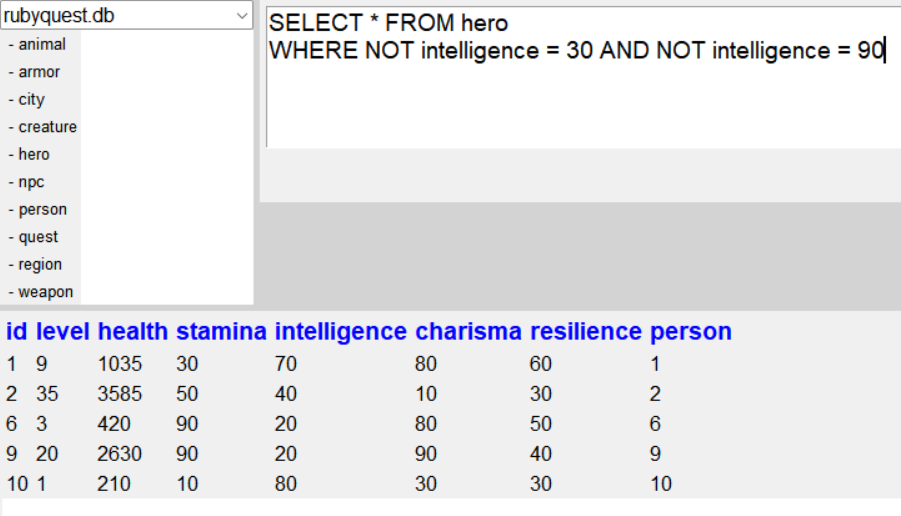 rubyquest.db
- animal
- armor
- city
- creature
- hero
- npc
- person
- quest
- region
- weapon
SELECT * FROM hero
WHERE NOT intelligence = 30 AND NOT intelligence = 90
id level health stamina intelligence charisma resilience person
1 9 1035 30 70 80 60 1
2 35 3585 50 40 10 30 2
6 3 420 90 20 80 50 6
9 20 2630 90 20 90 40 9
10 1 210 10 80 30 30 10